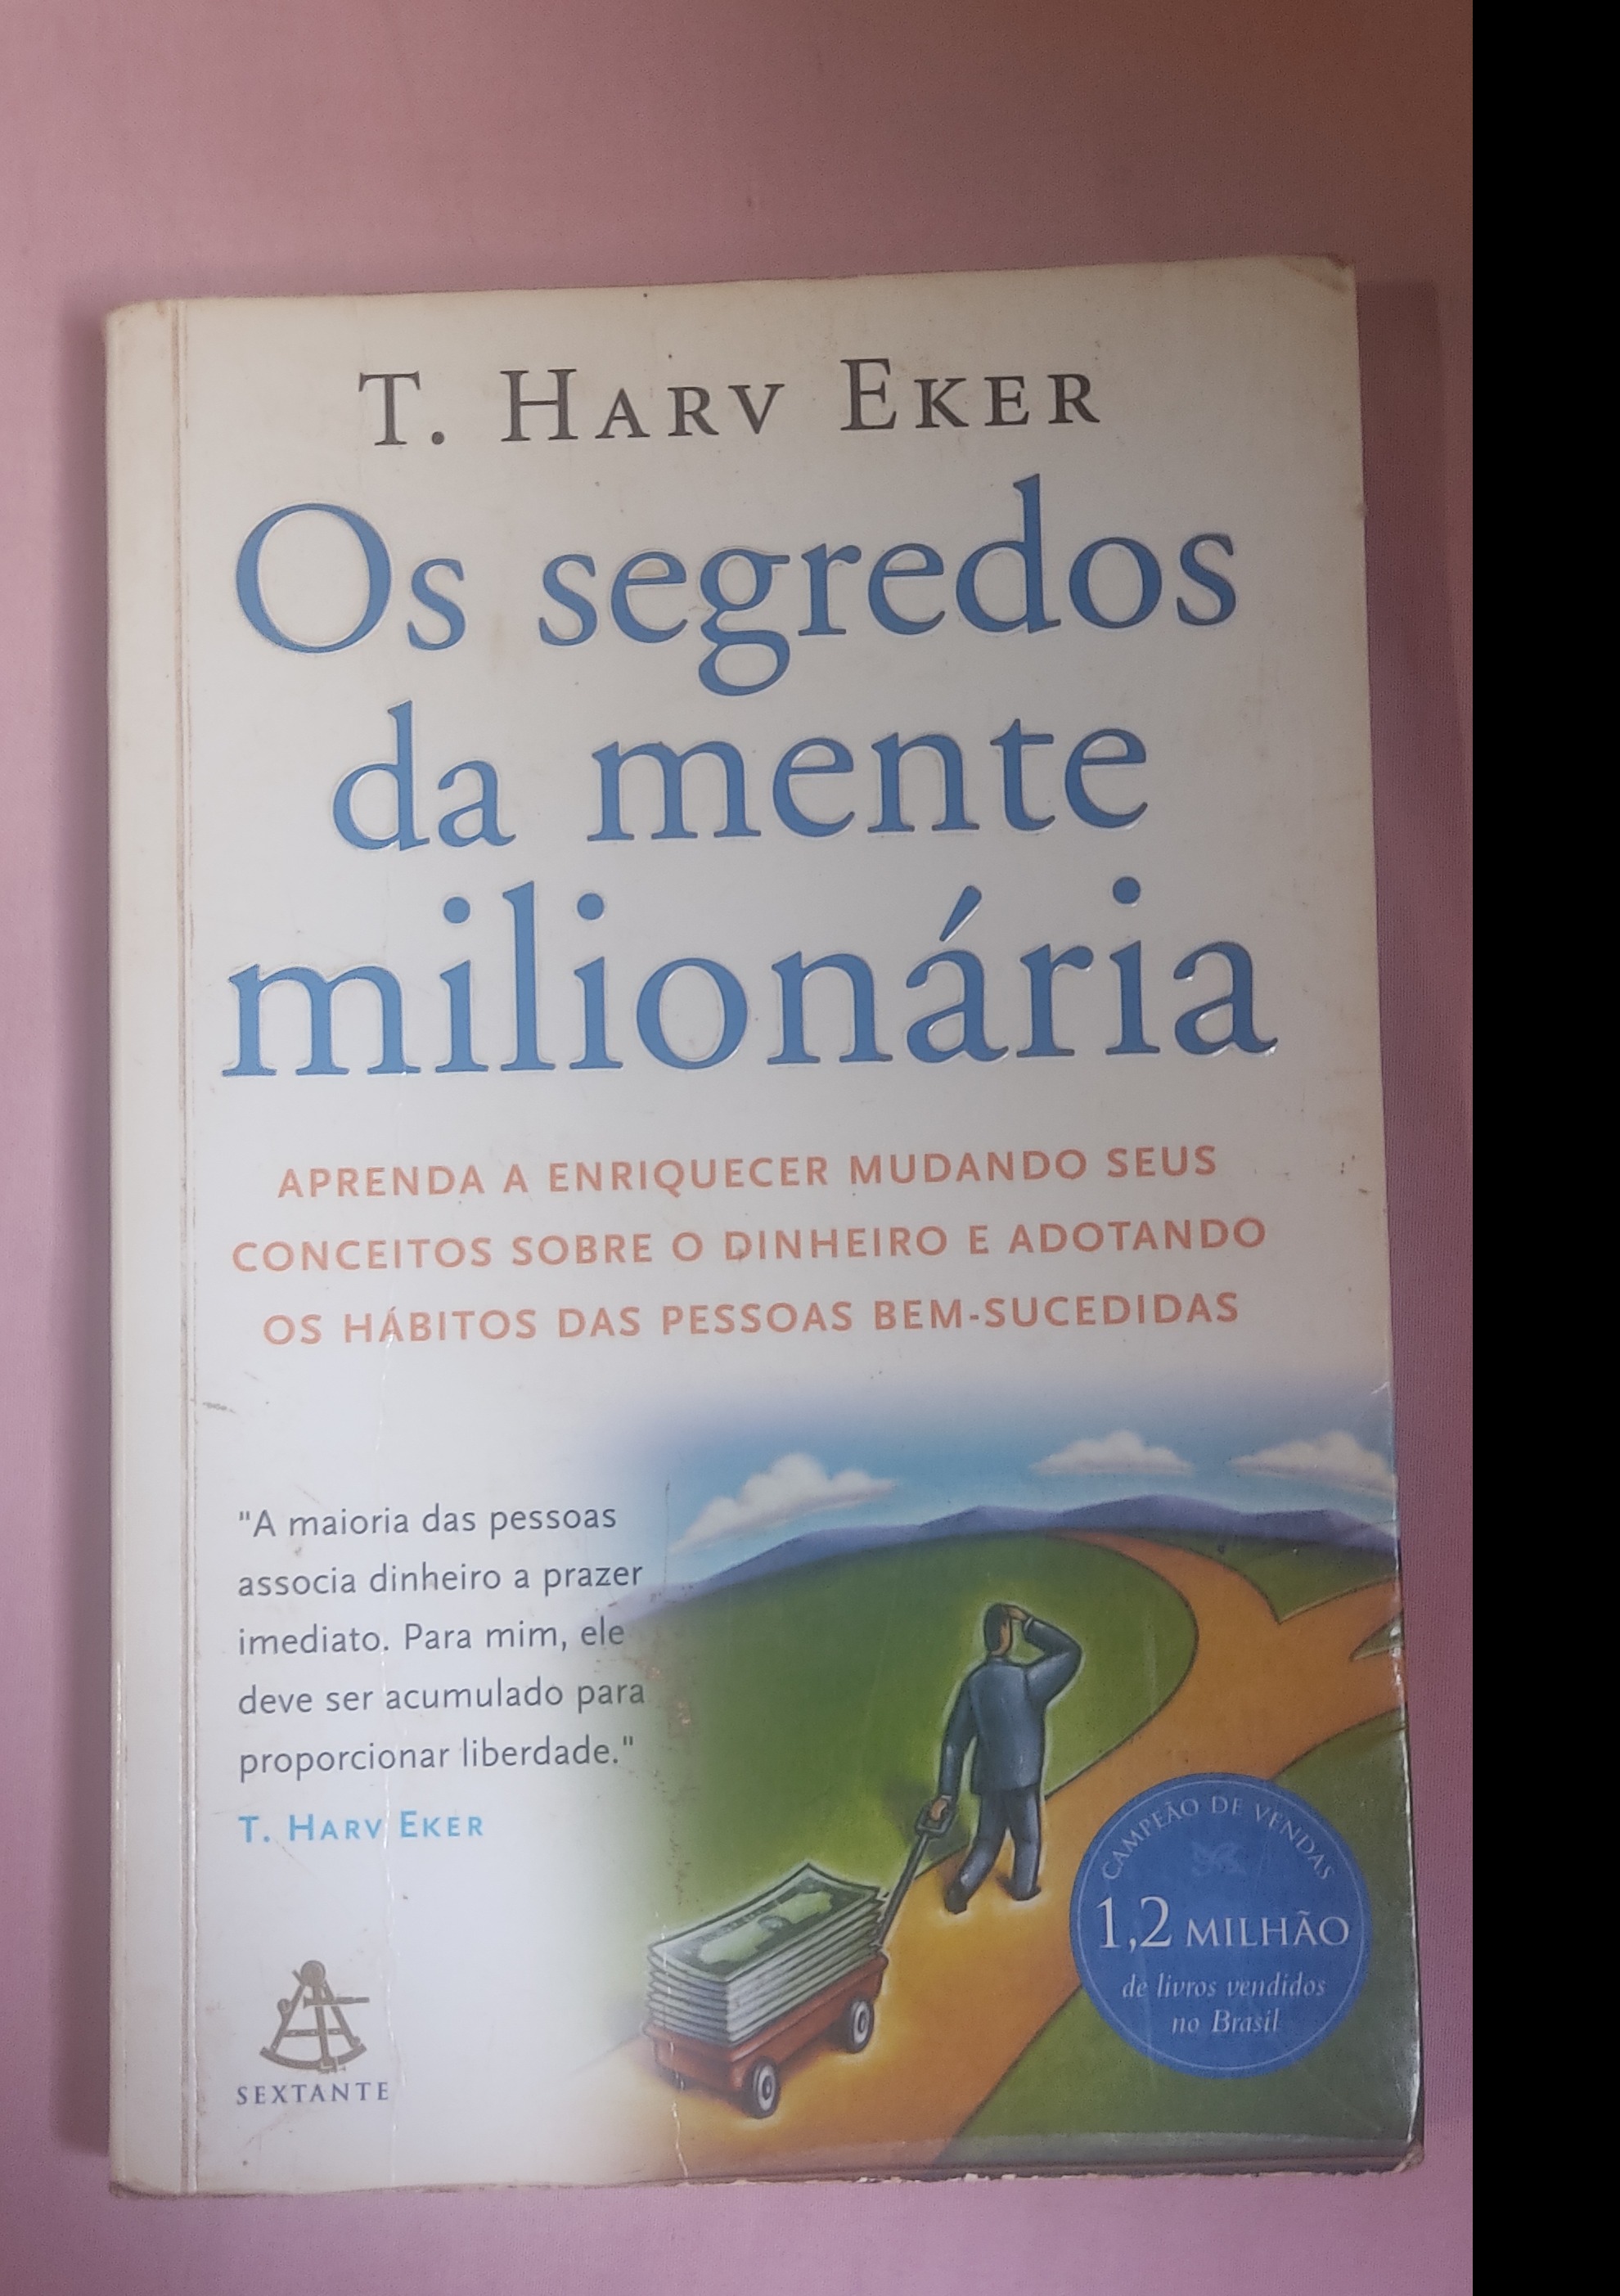 T. HARV EKER
Os segredos
da mente
milionária
APRENDA A ENRIQUECER MUDANDO SEUS
CONCEITOS SOBRE O DINHEIRO E ADOTANDO
OS HÁBITOS DAS PESSOAS BEM-SUCEDIDAS
"A maioria das pessoas
associa dinheiro a prazer
imediato. Para mim, ele
deve ser acumulado para
proporcionar liberdade."
T. HARV EKER
SEXTANTE
CAMPEÃO DE VENDAS
1,2 MILHÃO
de livros vendidos
no Brasil